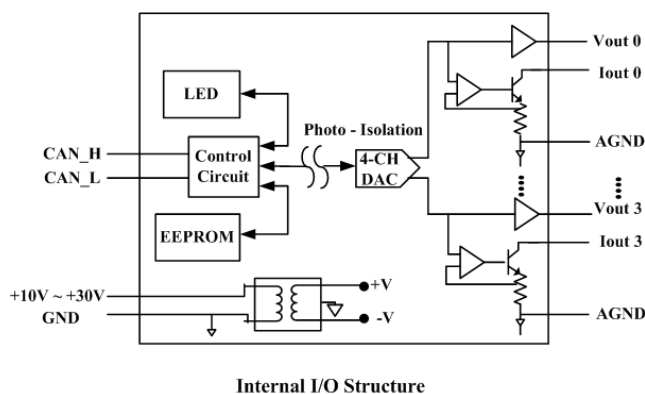 Vout 0
Iout 0
LED
Photo - Isolation
CAN_H
CAN_L
Control
Circuit
4-CH
DAC
AGND
Vout 3
EEPROM
Iout 3
+10V ~ +30V
GND
+V
-V
AGND
Internal I/O Structure